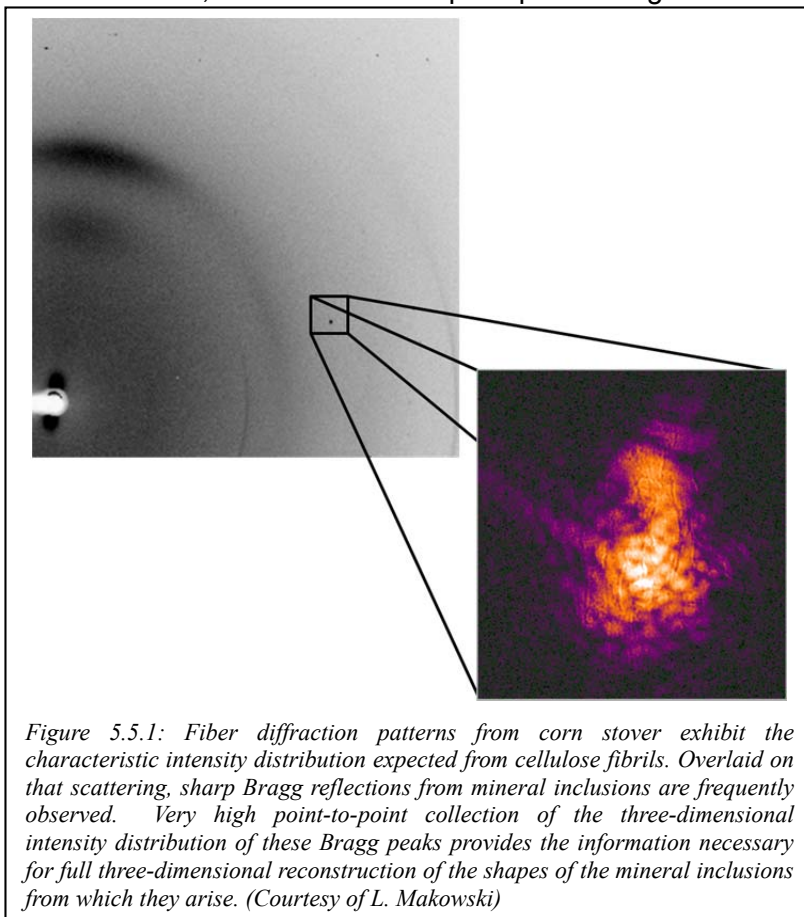 Figure 5.5.1: Fiber diffraction patterns from corn stover exhibit the
characteristic intensity distribution expected from cellulose fibrils. Overlaid on
that scattering, sharp Bragg reflections from mineral inclusions are frequently
observed. Very high point-to-point collection of the three-dimensional
intensity distribution of these Bragg peaks provides the information necessary
for full three-dimensional reconstruction of the shapes of the mineral inclusions
from which they arise. (Courtesy of L. Makowski)